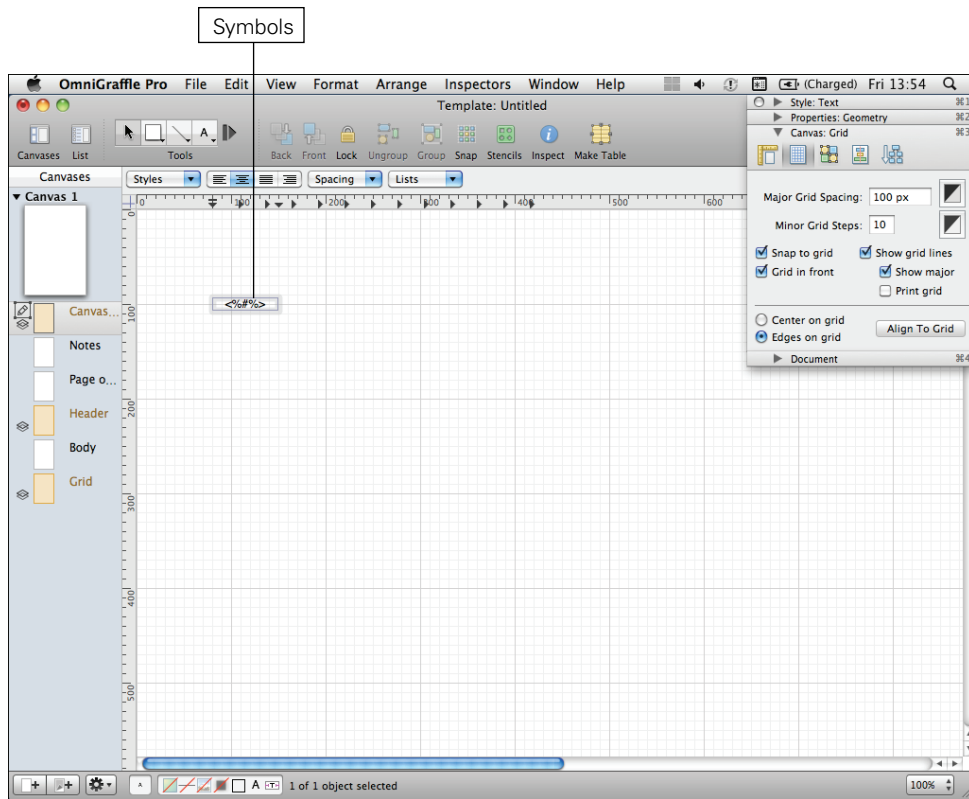 Symbols
OmniGraffle Pro File Edit View Format Arrange Inspectors Window Help (Charged) Fri 13:54
Template: Untitled
Style: Text ⌘1
Properties: Geometry ⌘2
Canvas: Grid ⌘3
Canvases List Tools Back Front Lock Ungroup Group Snap Stencils Inspect Make Table
Canvases Styles Spacing Lists
Canvas 1
0 100 200 300 400 500 600
Major Grid Spacing: 100 px
Minor Grid Steps: 10
Snap to grid Show grid lines
Grid in front Show major
Print grid
Center on grid
Edges on grid
Align To Grid
Document ⌘4
0
<%#%>
Canvas...
100
Notes
Page o...
Header
200
Body
Grid
300
400
500
A
A
1 of 1 object selected
100%